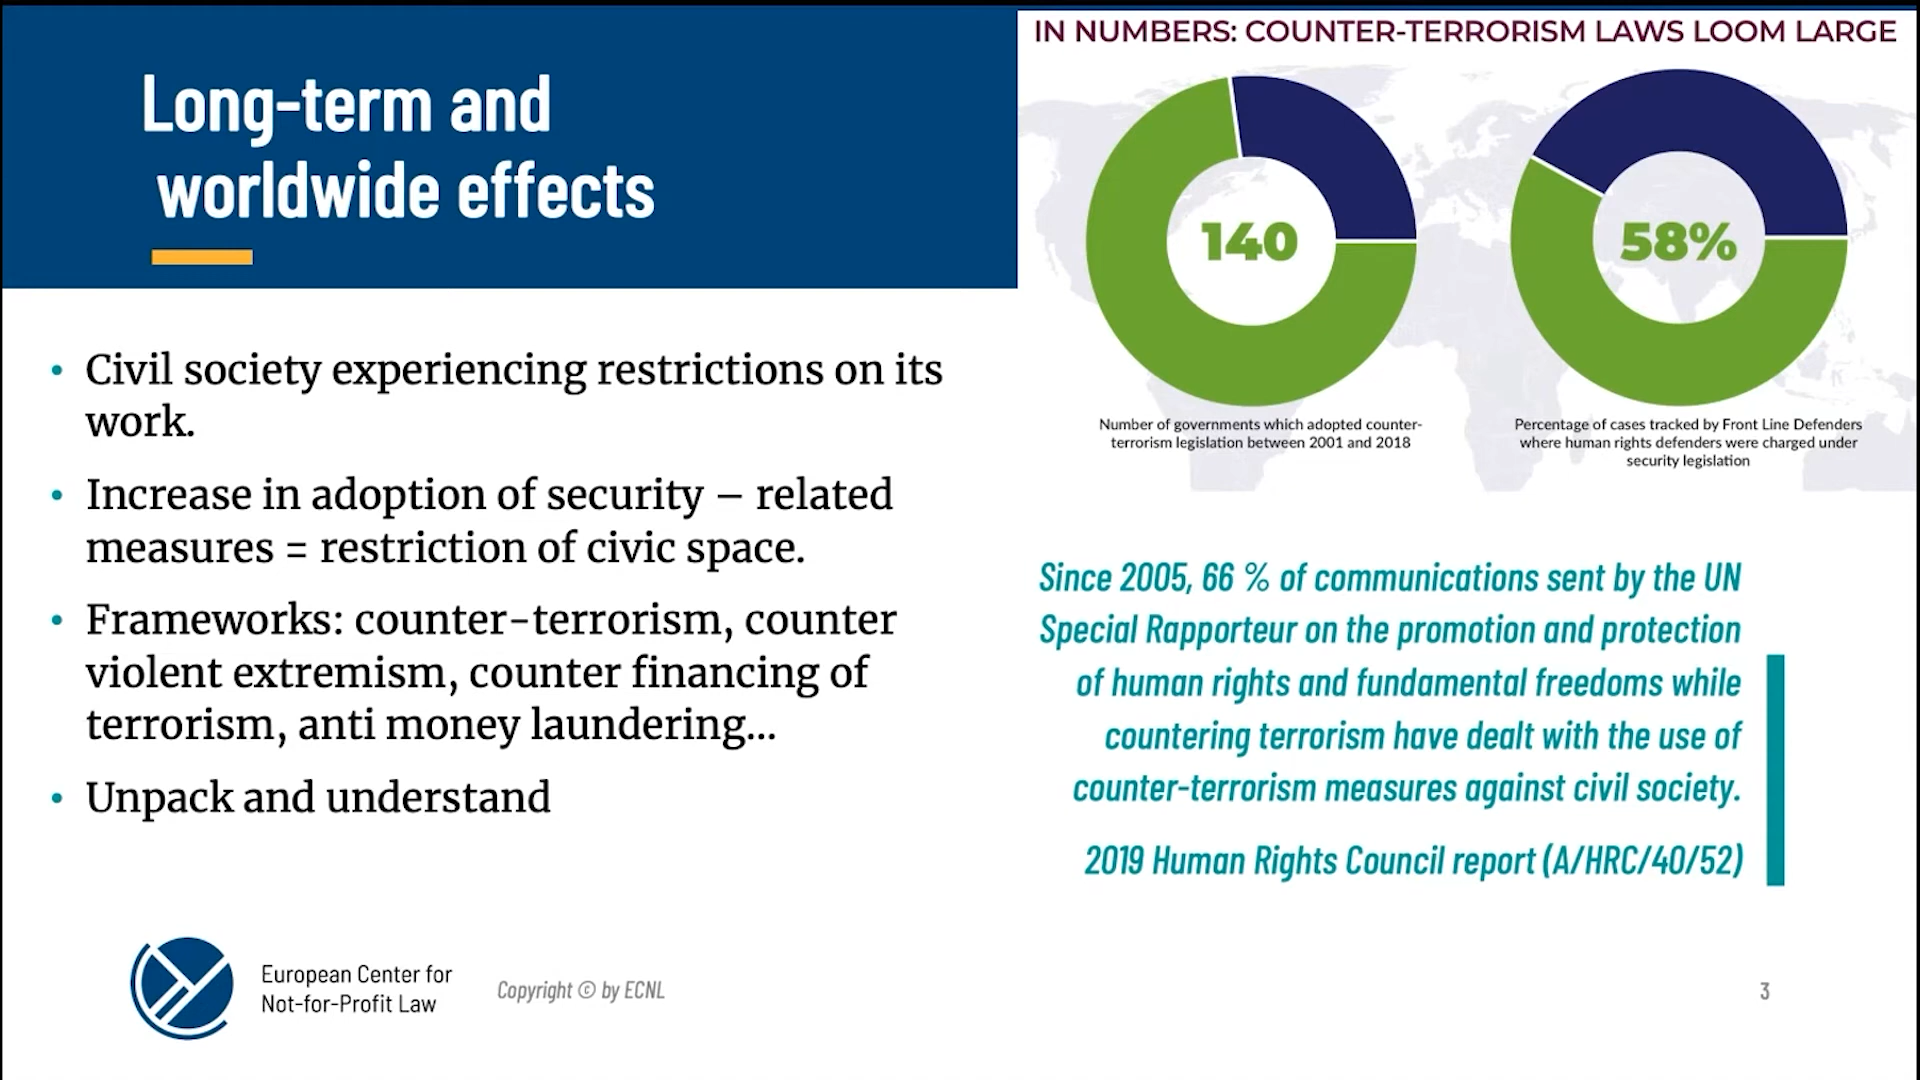 Long-term and
worldwide effects
Civil society experiencing restrictions on its
work.
Increase in adoption of security – related
measures = restriction of civic space.
Frameworks: counter-terrorism, counter
violent extremism, counter financing of
terrorism, anti money laundering...
Unpack and understand
IN NUMBERS: COUNTER-TERRORISM LAWS LOOM LARGE
140
Number of governments which adopted counter-
terrorism legislation between 2001 and 2018
58%
Percentage of cases tracked by Front Line Defenders
where human rights defenders were charged under
security legislation
Since 2005, 66 % of communications sent by the UN
Special Rapporteur on the promotion and protection
of human rights and fundamental freedoms while
countering terrorism have dealt with the use of
counter-terrorism measures against civil society.
2019 Human Rights Council report (A/HRC/40/52)
European Center for
Not-for-Profit Law
Copyright © by ECNL
3